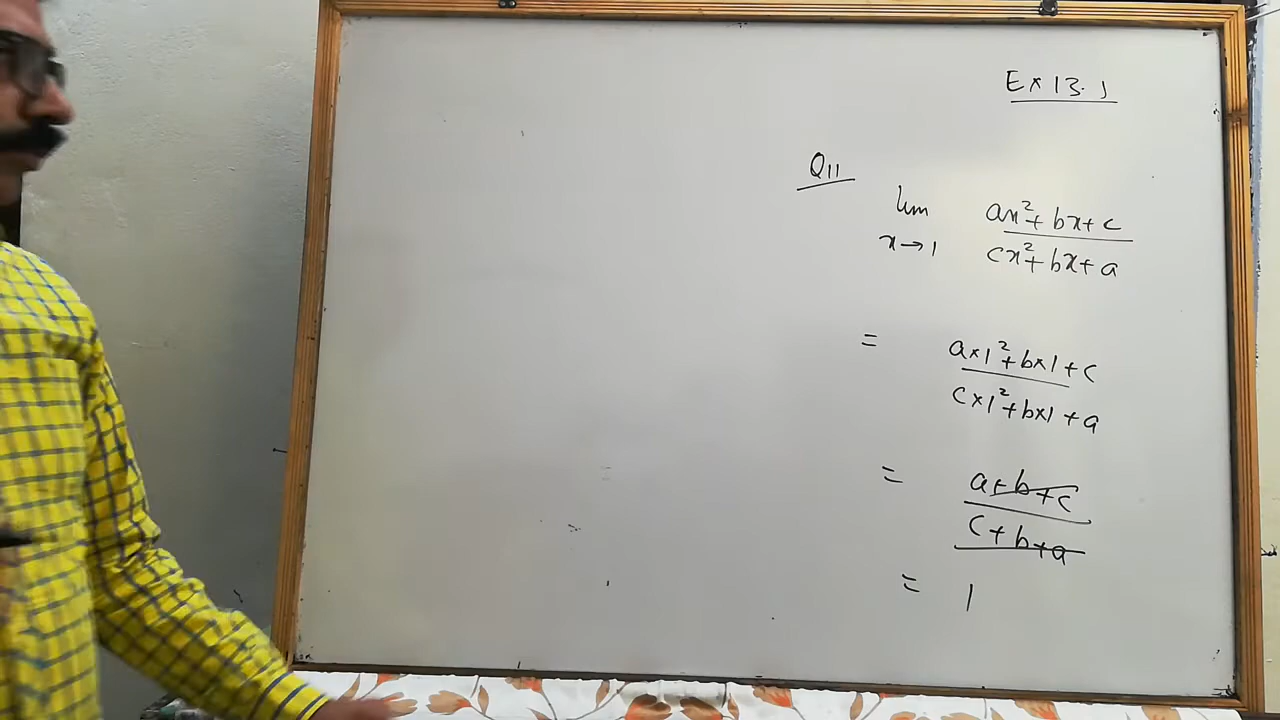 Ex 13.1
Q11
lim ax²+bx+c
x→1 cx²+bx+a
= a×1²+b×1+c
c×1²+b×1+a
= a+b+c
c+b+a
= 1